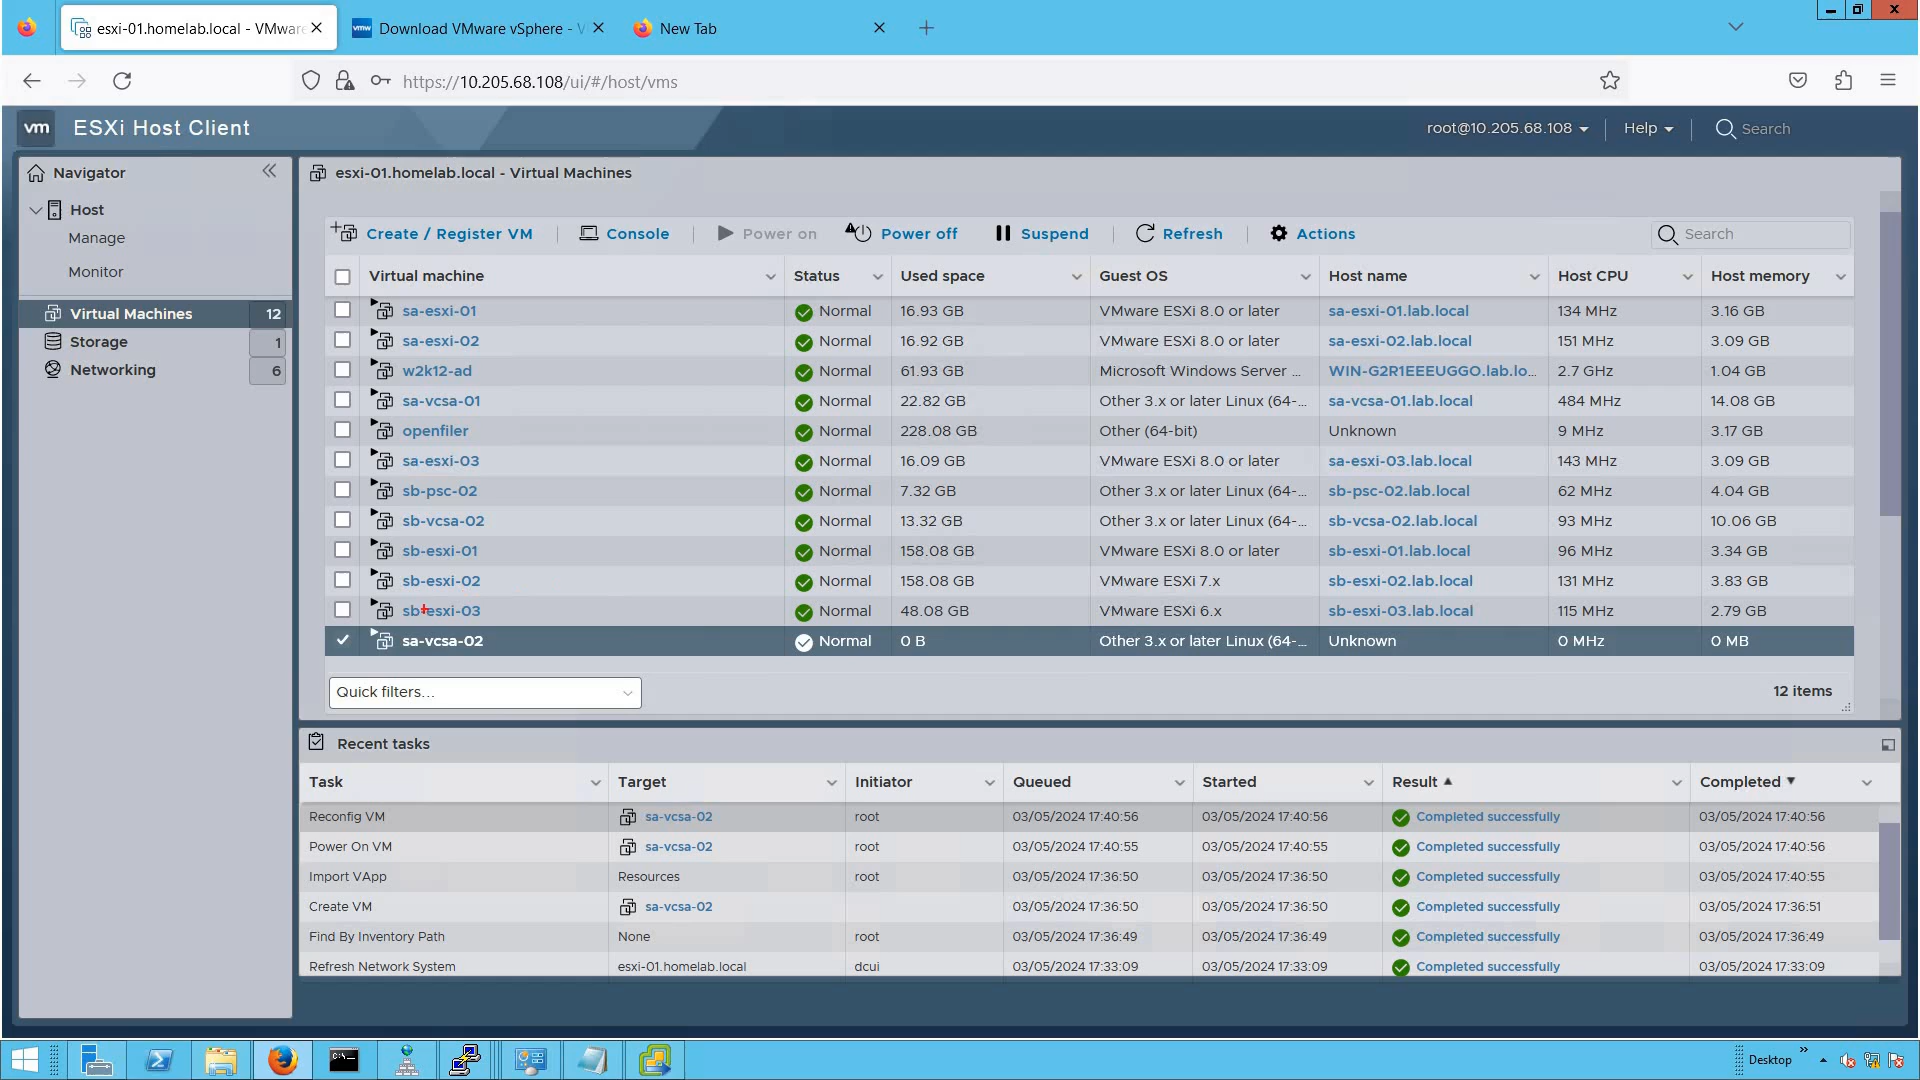 esxi-01.homelab.local - VMware
Download VMware vSphere - V
New Tab
https://10.205.68.108/ui/#/host/vms
vm ESXi Host Client
root@10.205.68.108 Help Search
Navigator
Host
Manage
Monitor
Virtual Machines 12
Storage 1
Networking 6
esxi-01.homelab.local - Virtual Machines
Create / Register VM Console Power on Power off Suspend Refresh Actions Search
Virtual machine Status Used space Guest OS Host name Host CPU Host memory
sa-esxi-01 Normal 16.93 GB VMware ESXi 8.0 or later sa-esxi-01.lab.local 134 MHz 3.16 GB
sa-esxi-02 Normal 16.92 GB VMware ESXi 8.0 or later sa-esxi-02.lab.local 151 MHz 3.09 GB
w2k12-ad Normal 61.93 GB Microsoft Windows Server ... WIN-G2R1EEEUGGO.lab.lo... 2.7 GHz 1.04 GB
sa-vcsa-01 Normal 22.82 GB Other 3.x or later Linux (64-... sa-vcsa-01.lab.local 484 MHz 14.08 GB
openfiler Normal 228.08 GB Other (64-bit) Unknown 9 MHz 3.17 GB
sa-esxi-03 Normal 16.09 GB VMware ESXi 8.0 or later sa-esxi-03.lab.local 143 MHz 3.09 GB
sb-psc-02 Normal 7.32 GB Other 3.x or later Linux (64-... sb-psc-02.lab.local 62 MHz 4.04 GB
sb-vcsa-02 Normal 13.32 GB Other 3.x or later Linux (64-... sb-vcsa-02.lab.local 93 MHz 10.06 GB
sb-esxi-01 Normal 158.08 GB VMware ESXi 8.0 or later sb-esxi-01.lab.local 96 MHz 3.34 GB
sb-esxi-02 Normal 158.08 GB VMware ESXi 7.x sb-esxi-02.lab.local 131 MHz 3.83 GB
sb-esxi-03 Normal 48.08 GB VMware ESXi 6.x sb-esxi-03.lab.local 115 MHz 2.79 GB
sa-vcsa-02 Normal 0 B Other 3.x or later Linux (64-... Unknown 0 MHz 0 MB
Quick filters... 12 items
Recent tasks
Task Target Initiator Queued Started Result Completed
Reconfig VM sa-vcsa-02 root 03/05/2024 17:40:56 03/05/2024 17:40:56 Completed successfully 03/05/2024 17:40:56
Power On VM sa-vcsa-02 root 03/05/2024 17:40:55 03/05/2024 17:40:55 Completed successfully 03/05/2024 17:40:56
Import VApp Resources root 03/05/2024 17:36:50 03/05/2024 17:36:50 Completed successfully 03/05/2024 17:40:55
Create VM sa-vcsa-02 03/05/2024 17:36:50 03/05/2024 17:36:50 Completed successfully 03/05/2024 17:36:51
Find By Inventory Path None root 03/05/2024 17:36:49 03/05/2024 17:36:49 Completed successfully 03/05/2024 17:36:49
Refresh Network System esxi-01.homelab.local dcui 03/05/2024 17:33:09 03/05/2024 17:33:09 Completed successfully 03/05/2024 17:33:09
Desktop